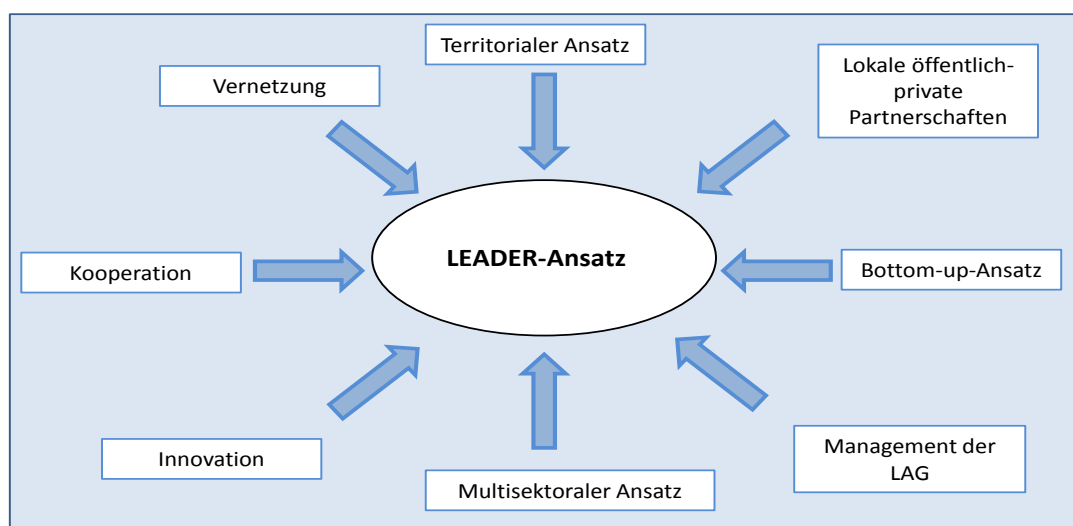 Territorialer Ansatz
Lokale öffentlich-
private
Partnerschaften
Vernetzung
LEADER-Ansatz
Kooperation
Bottom-up-Ansatz
Innovation
Multisektoraler Ansatz
Management der
LAG